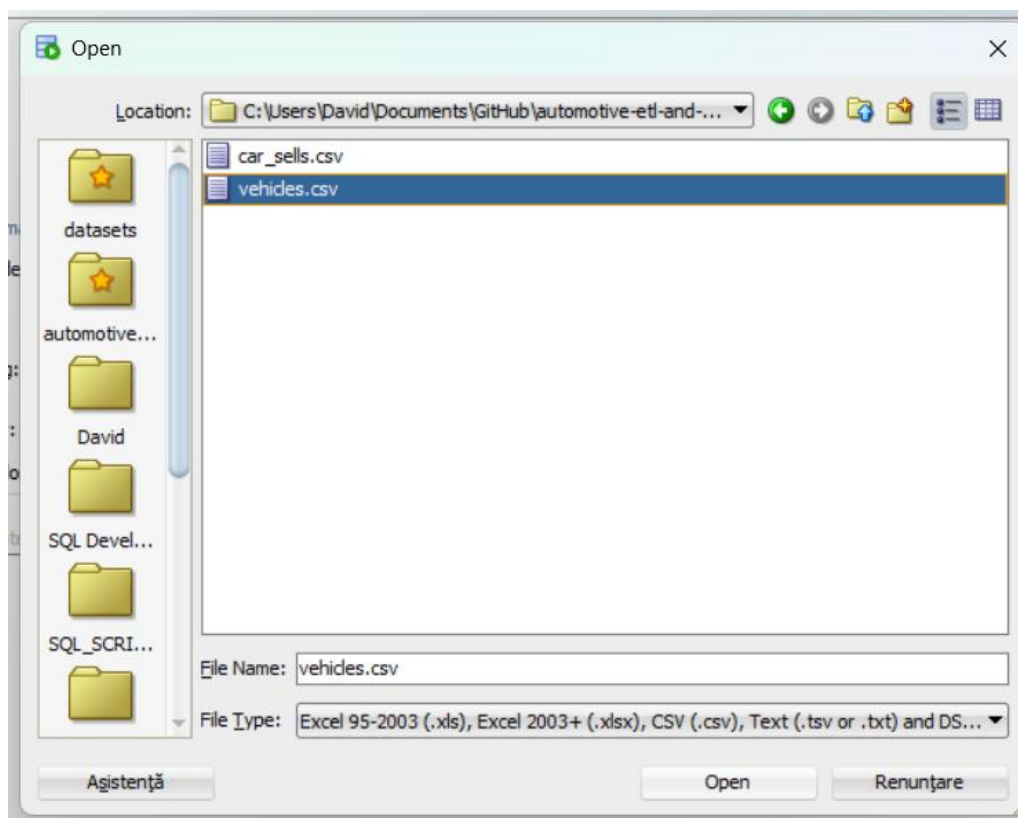 Open
Location: C:\Users\David\Documents\GitHub\automotive-etl-and-...
car_sells.csv
vehicles.csv
datasets
automotive...
David
SQL Devel...
SQL_SCRI...
File Name: vehicles.csv
File Type: Excel 95-2003 (.xls), Excel 2003+ (.xlsx), CSV (.csv), Text (.tsv or .txt) and DS...
Asistență
Open
Renunțare